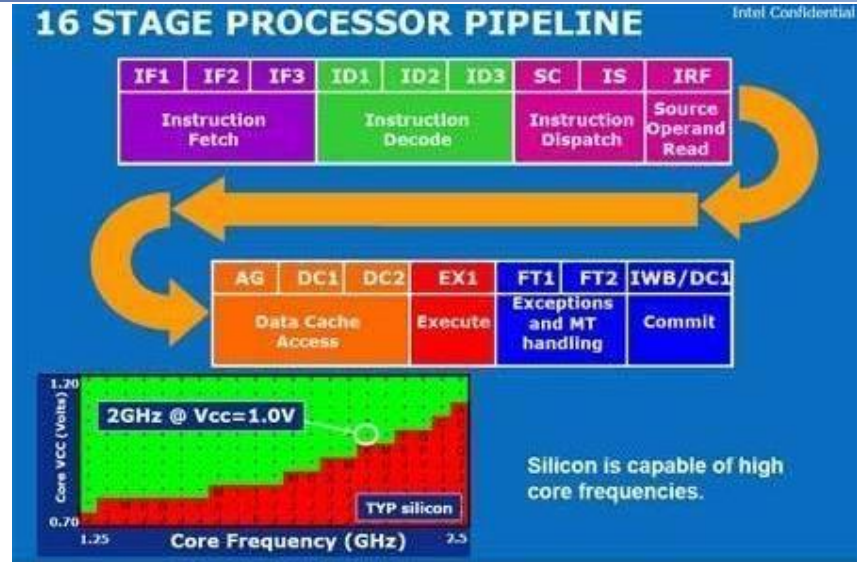 Intel Confidential
16 STAGE PROCESSOR PIPELINE
IF1 IF2 IF3 ID1 ID2 ID3 SC IS IRF
Instruction Fetch
Instruction Decode
Instruction Dispatch
Source Operand Read
AG DC1 DC2 EX1 FT1 FT2 IWB/DC1
Data Cache Access
Execute
Exceptions and MT handling
Commit
1.20
Core VCC (Volts)
0.70
2GHz @ Vcc=1.0V
TYP silicon
1.25
Core Frequency (GHz)
2.5
Silicon is capable of high
core frequencies.